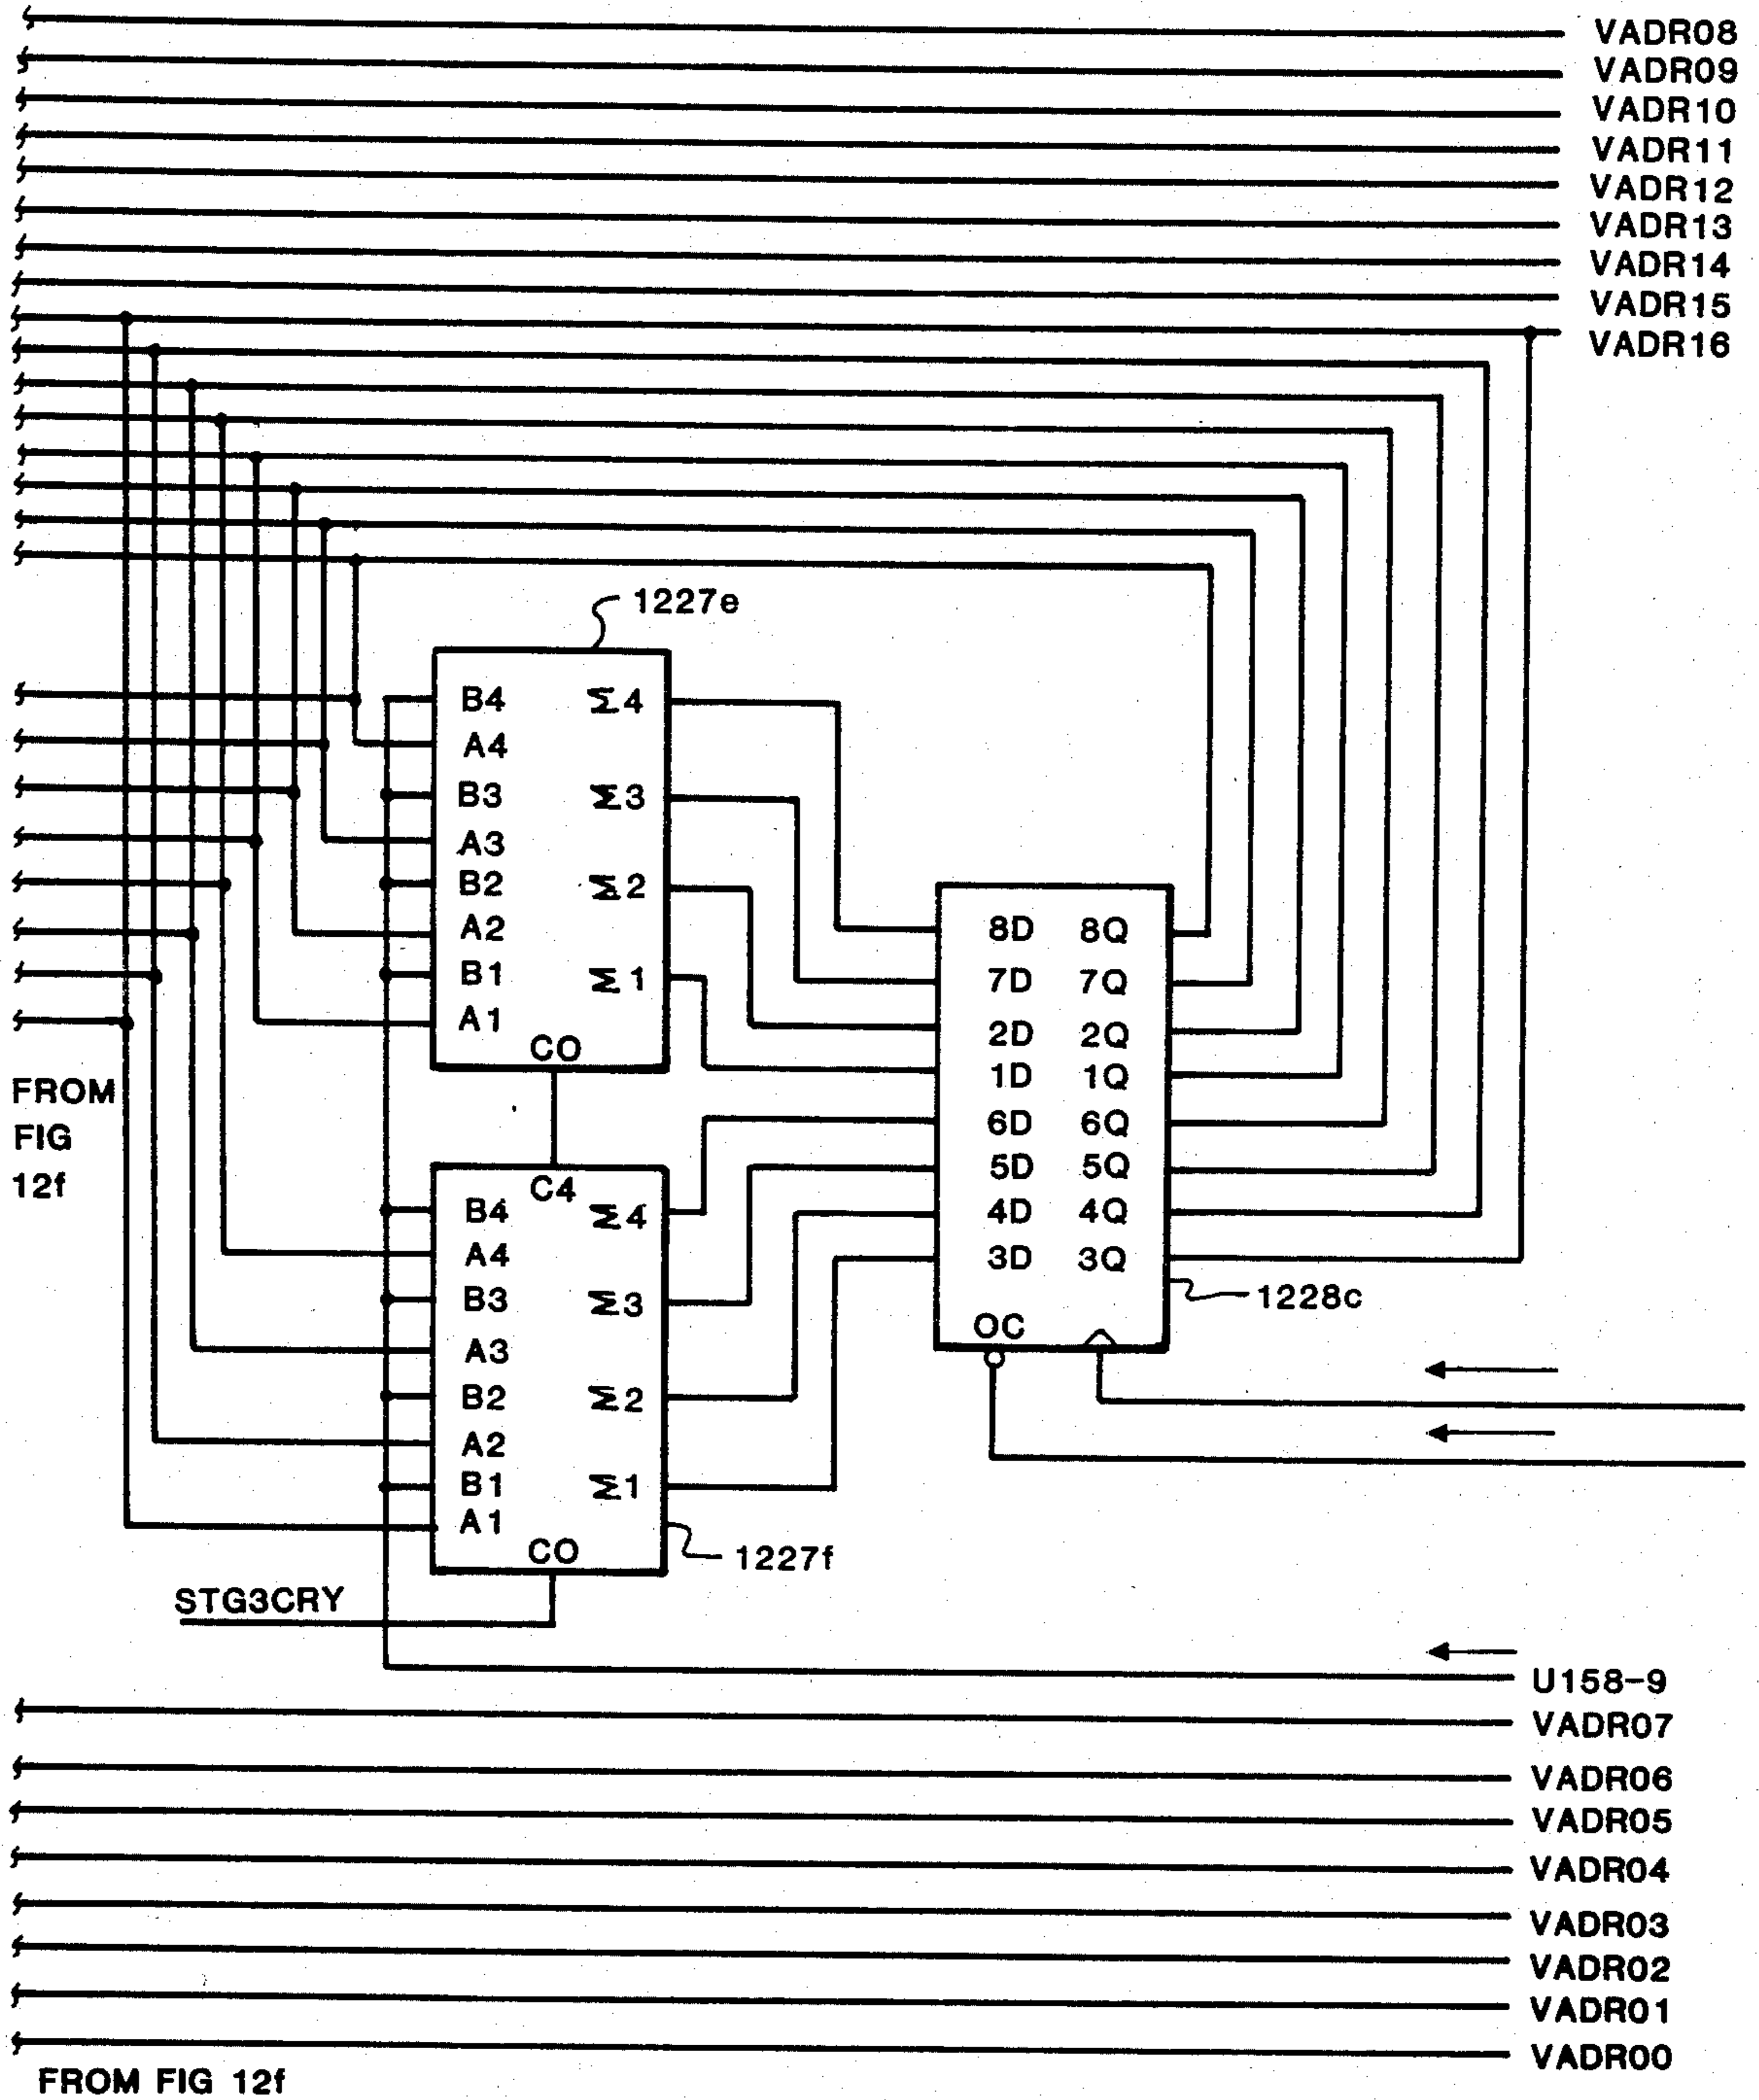 VADR08
VADR09
VADR10
VADR11
VADR12
VADR13
VADR14
VADR15
VADR16
1227e
B4 Σ4
A4
B3 Σ3
A3
B2 Σ2
A2
B1 Σ1
A1
CO
8D 8Q
7D 7Q
2D 2Q
1D 1Q
6D 6Q
5D 5Q
4D 4Q
3D 3Q
OC
1228c
FROM
FIG
12f
C4
B4 Σ4
A4
B3 Σ3
A3
B2 Σ2
A2
B1 Σ1
A1
CO
1227f
STG3CRY
U158-9
VADR07
VADR06
VADR05
VADR04
VADR03
VADR02
VADR01
VADR00
FROM FIG 12f